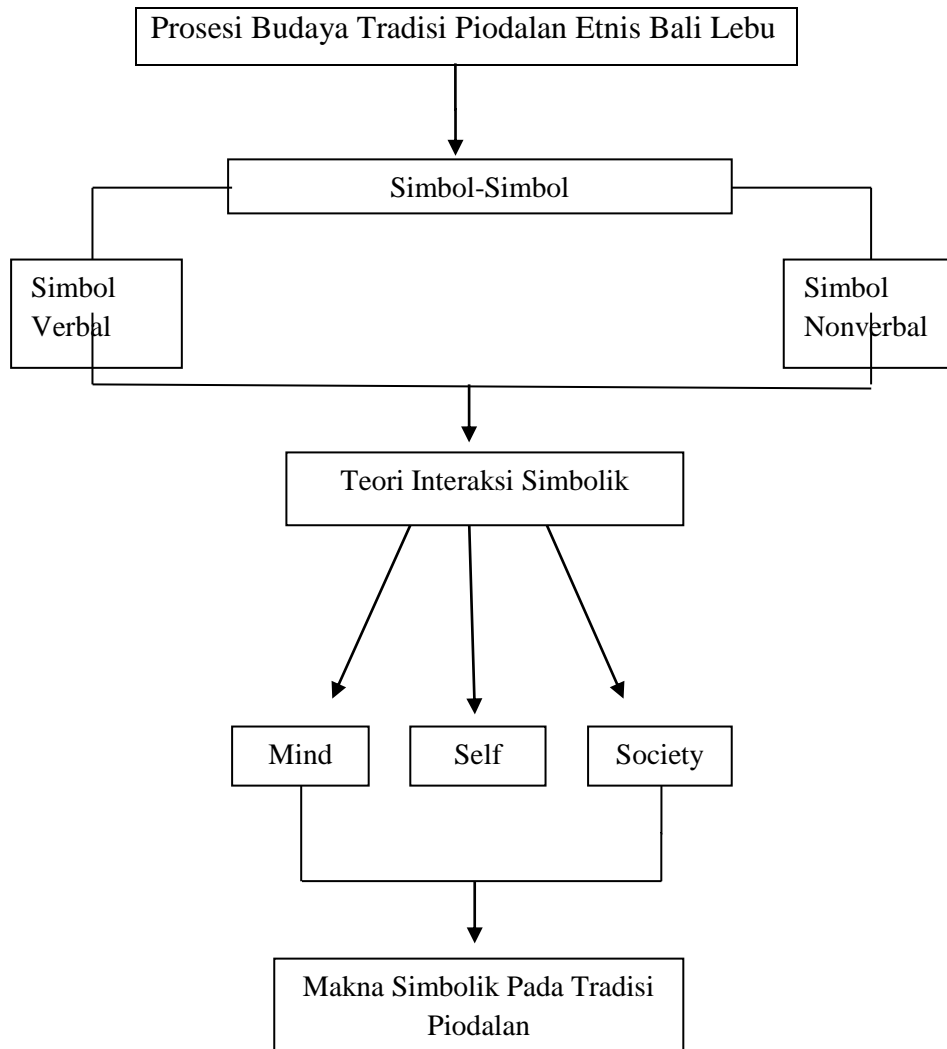 Prosesi Budaya Tradisi Piodalan Etnis Bali Lebu
Simbol-Simbol
Simbol
Verbal
Simbol
Nonverbal
Teori Interaksi Simbolik
Mind
Self
Society
Makna Simbolik Pada Tradisi
Piodalan